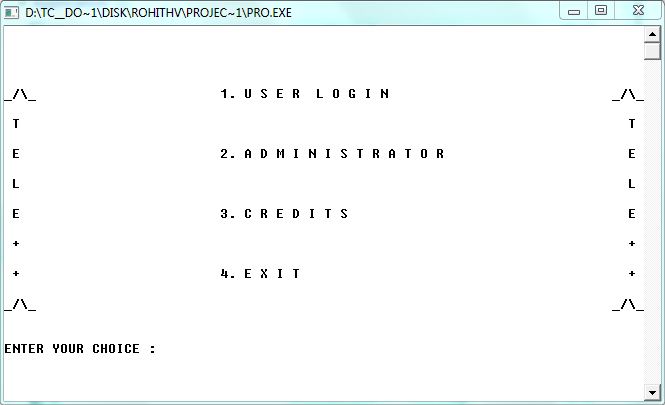 D:\TC__DO~1\DISK\ROHITHV\PROJEC~1\PRO.EXE
_/\_ 1. U S E R  L O G I N _/\_
T T
E 2. A D M I N I S T R A T O R E
L L
E 3. C R E D I T S E
+ +
+ 4. E X I T +
_/\_ _/\_
ENTER YOUR CHOICE :